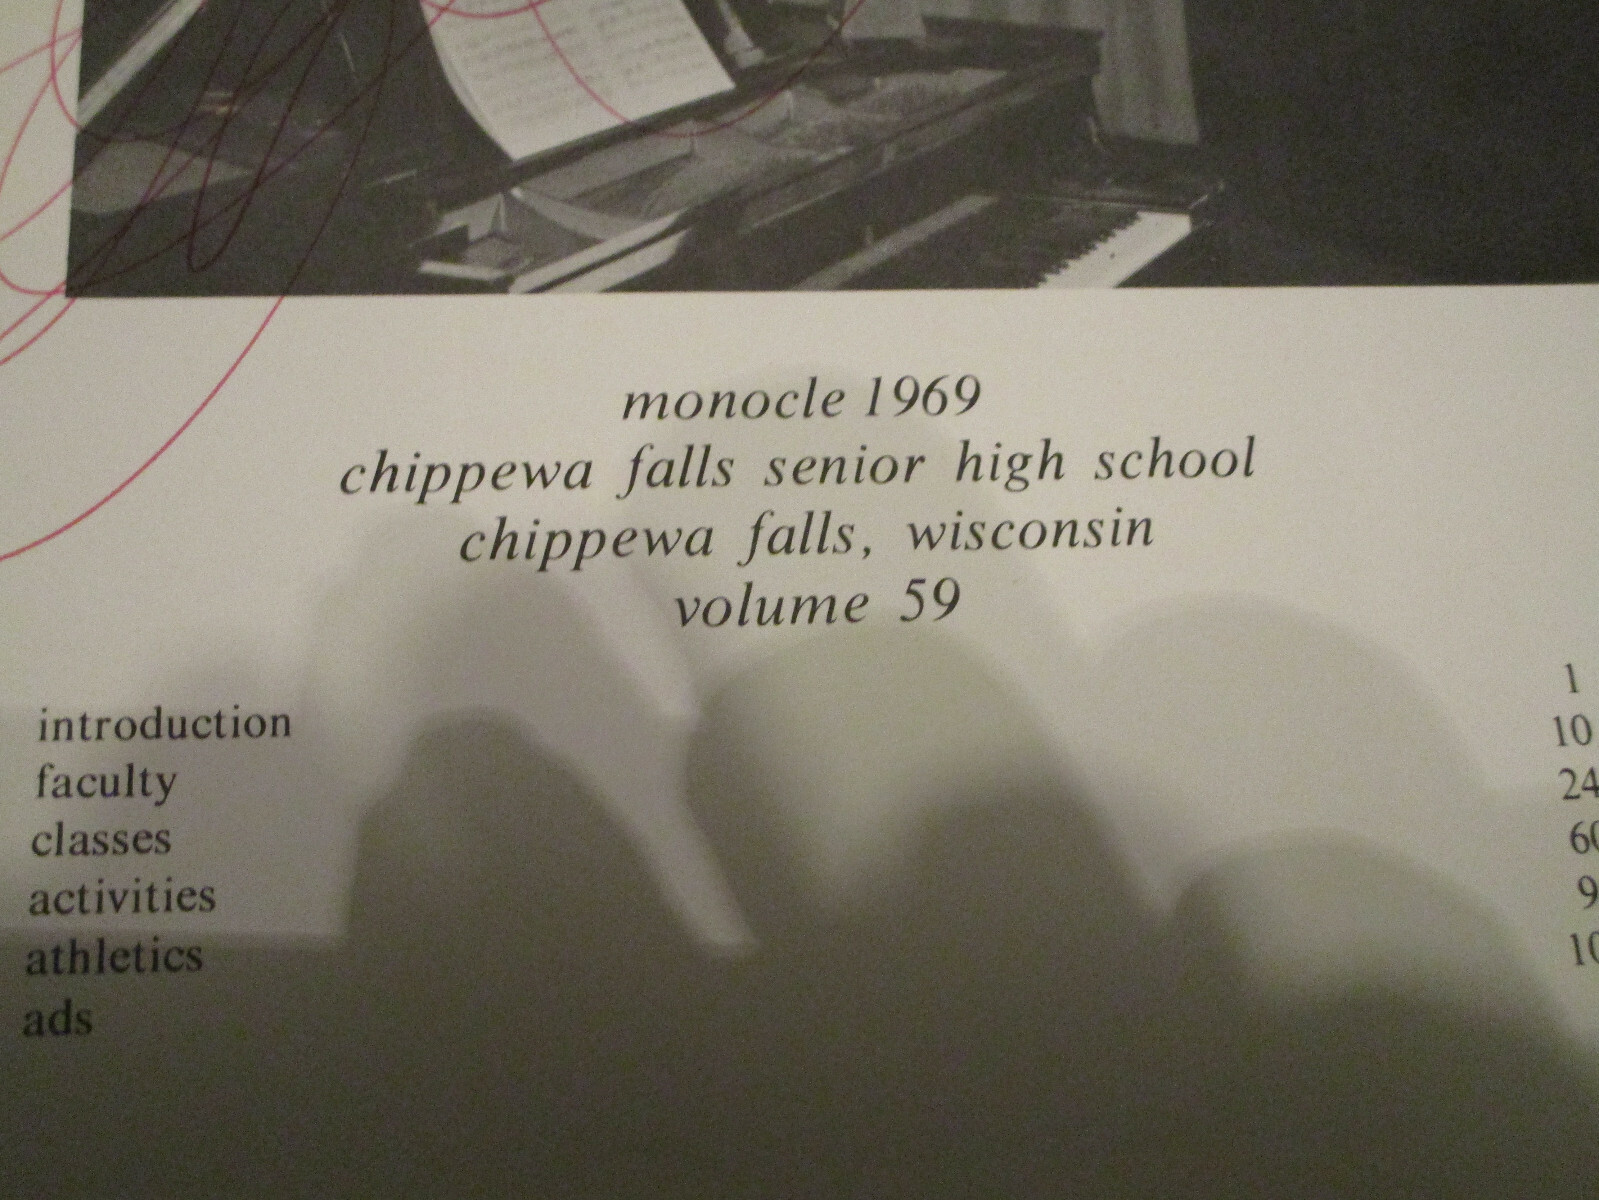 monocle 1969
chippewa falls senior high school
chippewa falls, wisconsin
volume 59
introduction 1
faculty 10
classes 24
activities
athletics
ads